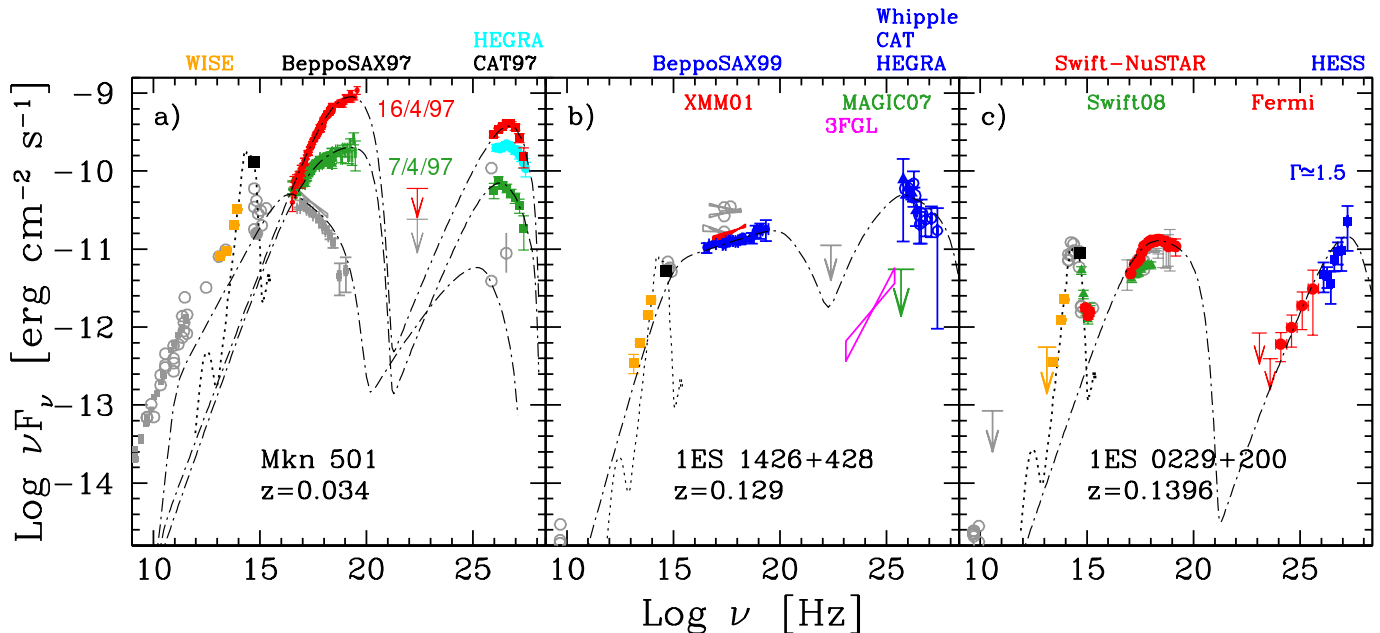 Whipple
CAT
HEGRA
HEGRA
WISE BeppoSAX97 CAT97 BeppoSAX99 Swift-NuSTAR HESS
a) 16/4/97 b) XMM01 MAGIC07 c) Swift08 Fermi
3FGL
7/4/97 Γ≃1.5
Log νFν [erg cm−2 s−1]
-9
-10
-11
-12
-13
-14
Mkn 501 1ES 1426+428 1ES 0229+200
z=0.034 z=0.129 z=0.1396
10 15 20 25 10 15 20 25 10 15 20 25
Log ν [Hz]